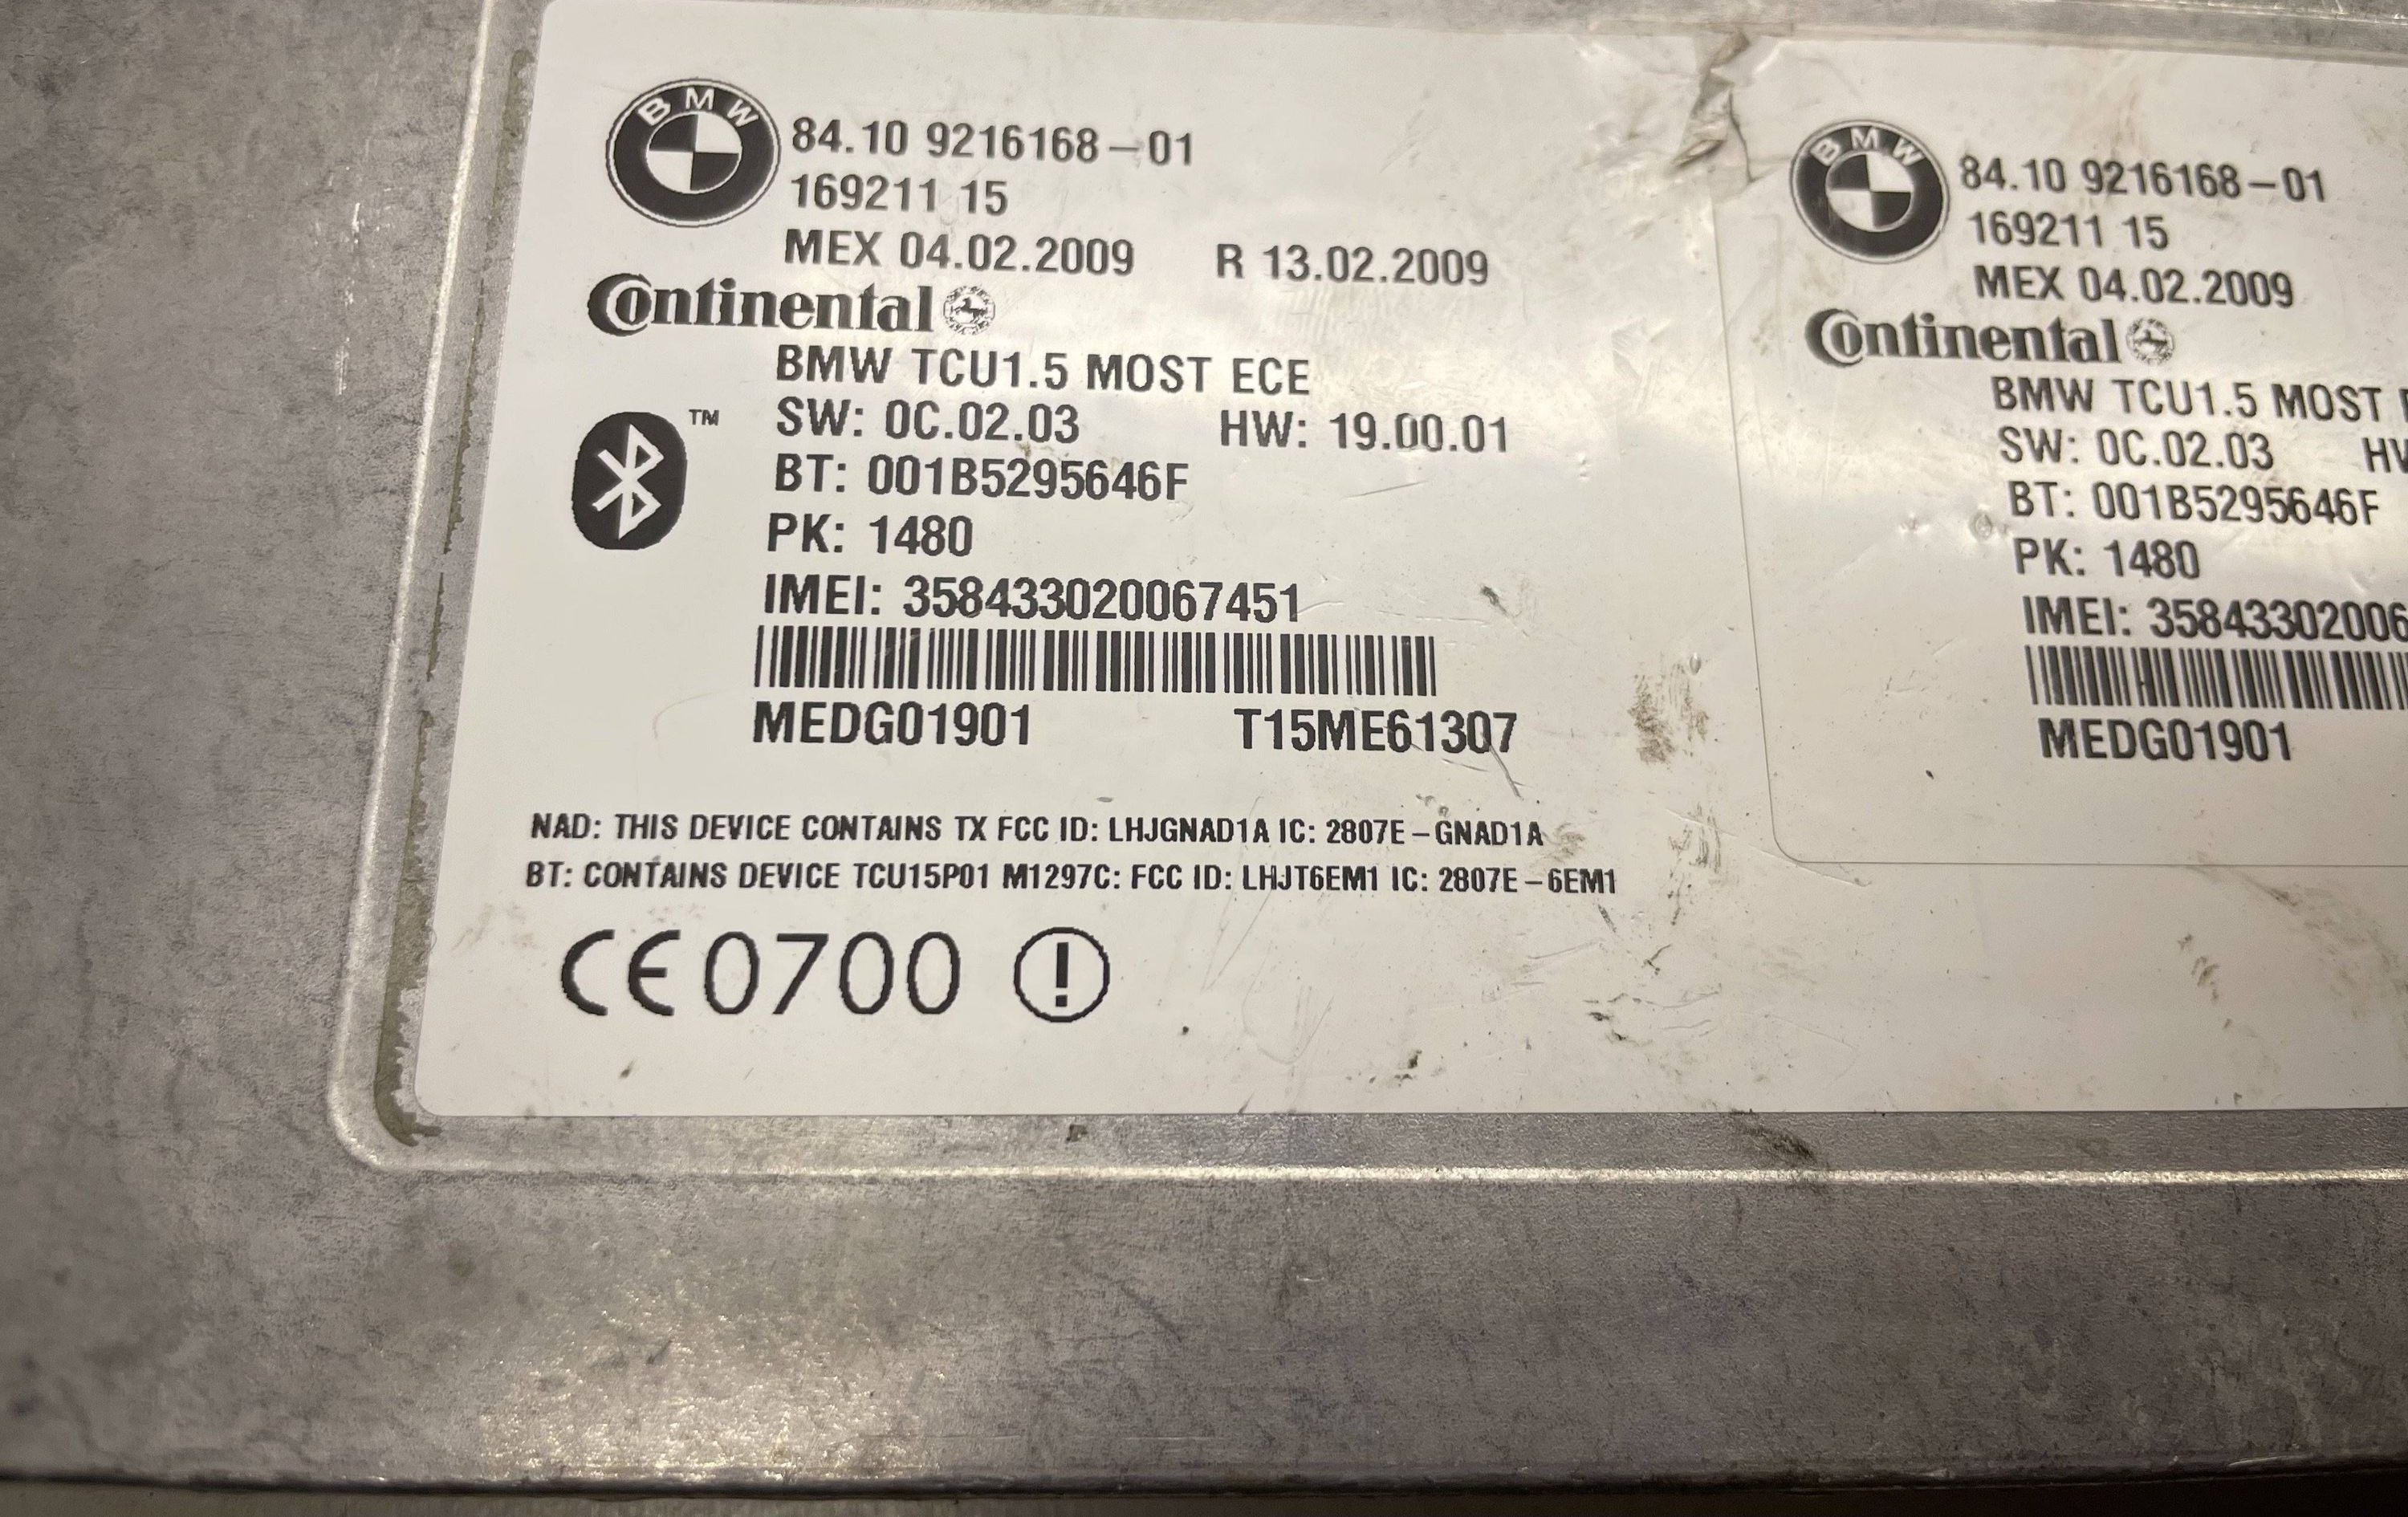 BMW
84.10 9216168-01
169211 15
MEX 04.02.2009 R 13.02.2009
Continental
BMW TCU1.5 MOST ECE
TM
SW: 0C.02.03 HW: 19.00.01
BT: 001B5295646F
PK: 1480
IMEI: 358433020067451
MEDG01901 T15ME61307
NAD: THIS DEVICE CONTAINS TX FCC ID: LHJGNAD1A IC: 2807E-GNAD1A
BT: CONTAINS DEVICE TCU15P01 M1297C: FCC ID: LHJT6EM1 IC: 2807E-6EM1
CE0700 !
BMW
84.10 9216168-01
169211 15
MEX 04.02.2009
Continental
BMW TCU1.5 MOST
SW: 0C.02.03
BT: 001B5295646F
PK: 1480
IMEI: 35843302006
MEDG01901